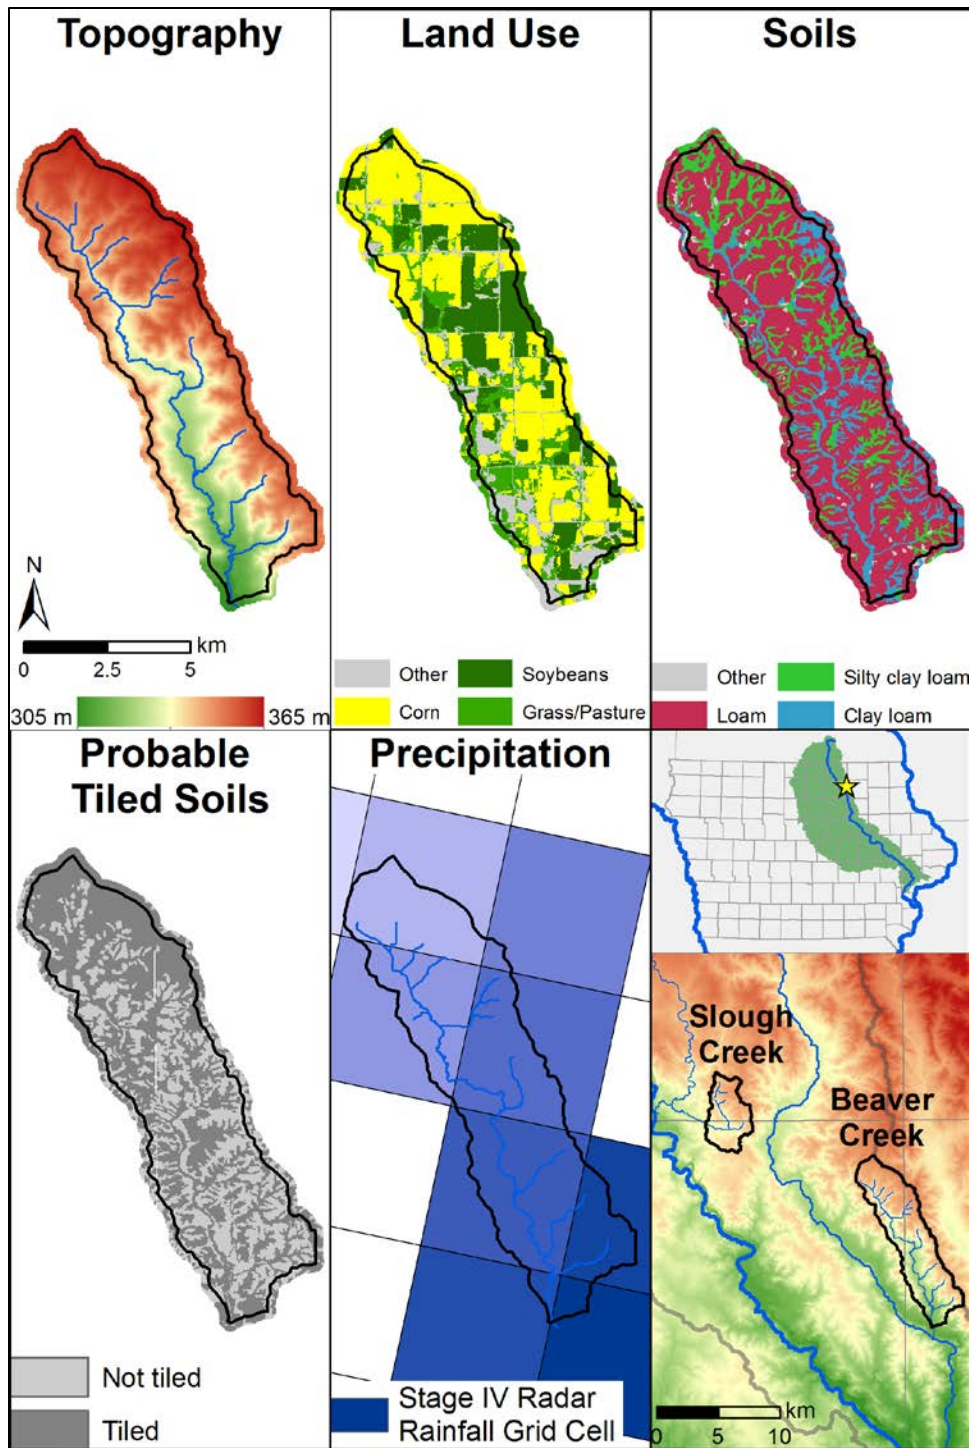 Topography
Land Use
Soils
N
km
0 2.5 5
305 m 365 m
Other Soybeans
Corn Grass/Pasture
Other Silty clay loam
Loam Clay loam
Probable
Tiled Soils
Not tiled
Tiled
Precipitation
Stage IV Radar
Rainfall Grid Cell
Slough
Creek
Beaver
Creek
km
0 5 10